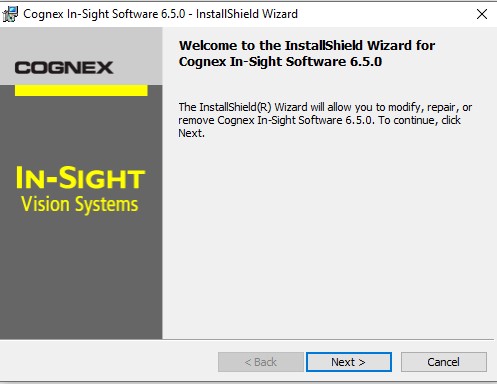 Cognex In-Sight Software 6.5.0 - InstallShield Wizard
COGNEX
IN-SIGHT
Vision Systems
Welcome to the InstallShield Wizard for
Cognex In-Sight Software 6.5.0
The InstallShield(R) Wizard will allow you to modify, repair, or
remove Cognex In-Sight Software 6.5.0. To continue, click
Next.
< Back
Next >
Cancel